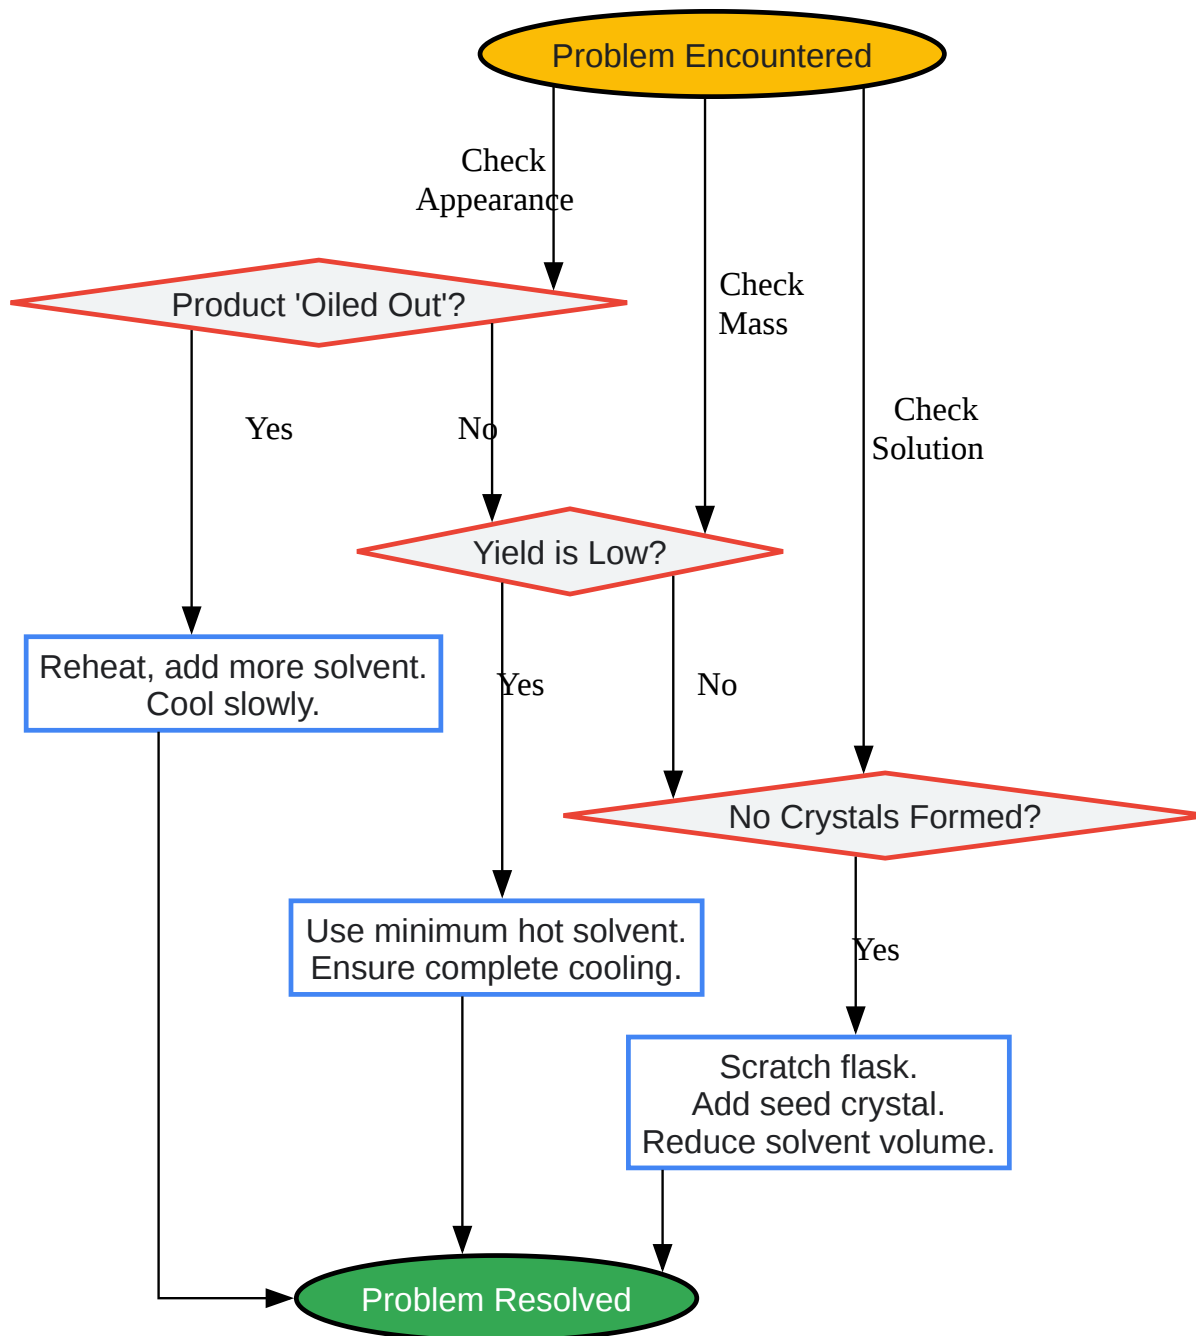 Problem Encountered
Check
Appearance
Check
Mass
Check
Solution
Product 'Oiled Out'?
Yes
No
Yield is Low?
Reheat, add more solvent.
Cool slowly.
Yes
No
No Crystals Formed?
Use minimum hot solvent.
Ensure complete cooling.
Yes
Scratch flask.
Add seed crystal.
Reduce solvent volume.
Problem Resolved